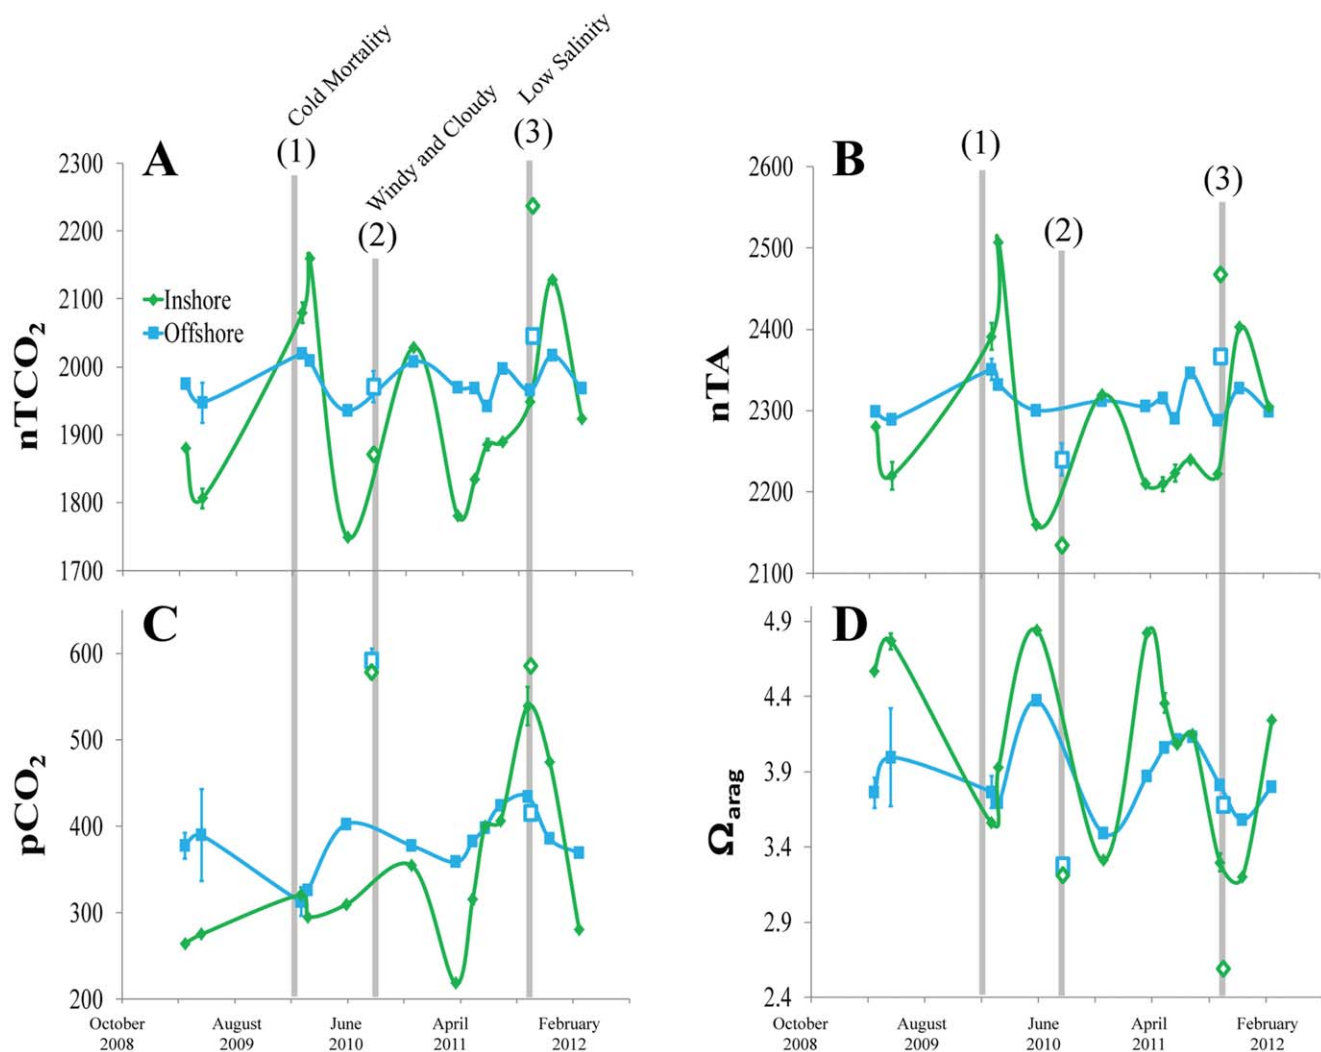 Cold Mortality
Windy and Cloudy
Low Salinity
(1)
(2)
(3)
A
2300
2200
2100
2000
1900
1800
1700
nTCO2
Inshore
Offshore
B
(1)
(2)
(3)
2600
2500
2400
2300
2200
2100
nTA
C
600
500
400
300
200
pCO2
October 2008
August 2009
June 2010
April 2011
February 2012
D
4.9
4.4
3.9
3.4
2.9
2.4
Ωarag
October 2008
August 2009
June 2010
April 2011
February 2012